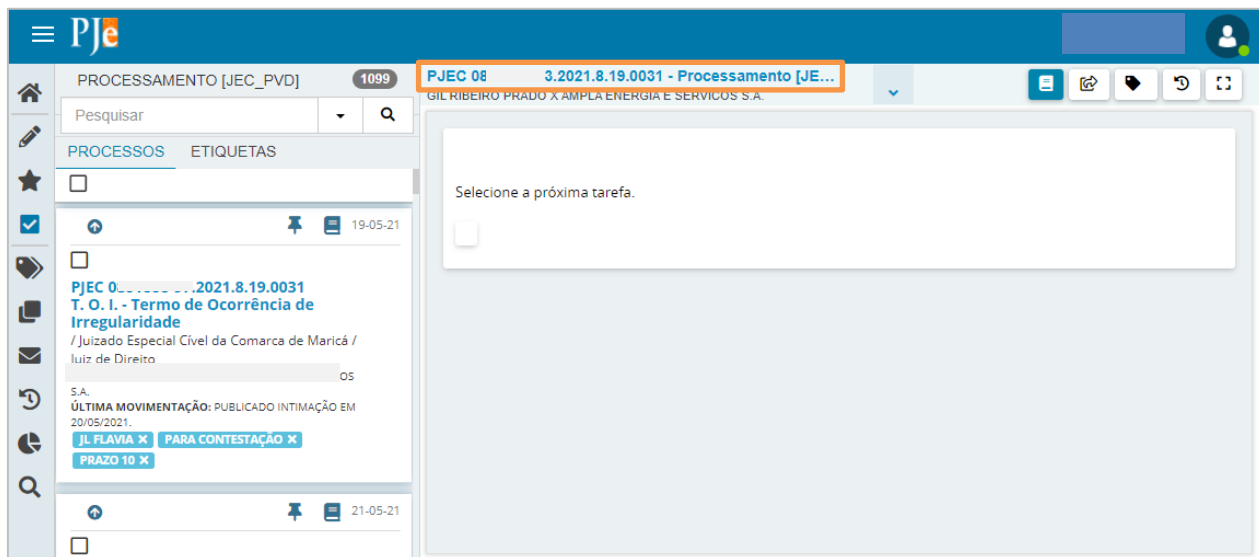 PJe
PROCESSAMENTO [JEC_PVD] 1099
Pesquisar
PROCESSOS ETIQUETAS
19-05-21
PJEC 0 .2021.8.19.0031
T. O. I. - Termo de Ocorrência de
Irregularidade
/ Juizado Especial Cível da Comarca de Maricá /
Juiz de Direito
OS
S.A.
ÚLTIMA MOVIMENTAÇÃO: PUBLICADO INTIMAÇÃO EM
20/05/2021.
JL FLAVIA × PARA CONTESTAÇÃO ×
PRAZO 10 ×
21-05-21
PJEC 08 3.2021.8.19.0031 - Processamento [JE...
GIL RIBEIRO PRADO X AMPLA ENERGIA E SERVICOS S.A.
Selecione a próxima tarefa.